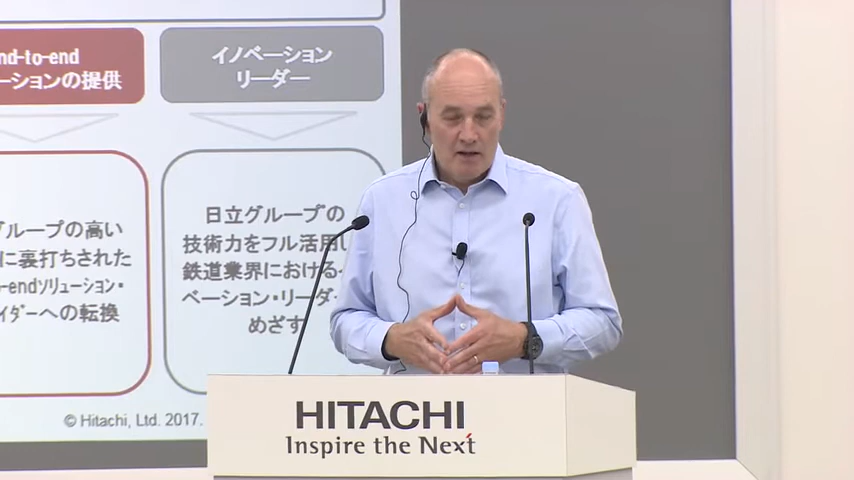 nd-to-end
ーションの提供
イノベーション
リーダー
グループの高い
に裏打ちされた
-endソリューション・
イダーへの転換
日立グループの
技術力をフル活用
鉄道業界における
ベーション・リーダ
めざす
© Hitachi, Ltd. 2017.
HITACHI
Inspire the Next